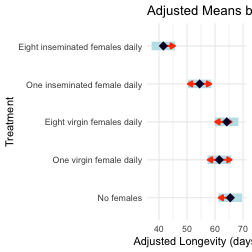 Adjusted Means b
Treatment
Eight inseminated females daily
One inseminated female daily
Eight virgin females daily
One virgin female daily
No females
40 50 60 70
Adjusted Longevity (day